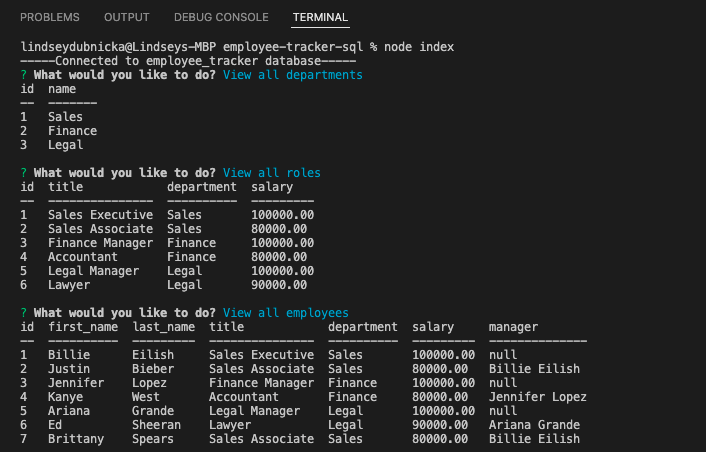 PROBLEMS OUTPUT DEBUG CONSOLE TERMINAL
lindseydubnicka@Lindseys-MBP employee-tracker-sql % node index
-----Connected to employee_tracker database-----
? What would you like to do? View all departments
id  name
--  -------
1   Sales
2   Finance
3   Legal
? What would you like to do? View all roles
id  title            department  salary
--  ---------------  ----------  ---------
1   Sales Executive  Sales       100000.00
2   Sales Associate  Sales       80000.00
3   Finance Manager  Finance     100000.00
4   Accountant       Finance     80000.00
5   Legal Manager    Legal       100000.00
6   Lawyer           Legal       90000.00
? What would you like to do? View all employees
id  first_name  last_name  title            department  salary     manager
--  ----------  ---------  ---------------  ----------  ---------  --------------
1   Billie      Eilish     Sales Executive  Sales       100000.00  null
2   Justin      Bieber     Sales Associate  Sales       80000.00   Billie Eilish
3   Jennifer    Lopez      Finance Manager  Finance     100000.00  null
4   Kanye       West       Accountant       Finance     80000.00   Jennifer Lopez
5   Ariana      Grande     Legal Manager    Legal       100000.00  null
6   Ed          Sheeran    Lawyer           Legal       90000.00   Ariana Grande
7   Brittany    Spears     Sales Associate  Sales       80000.00   Billie Eilish